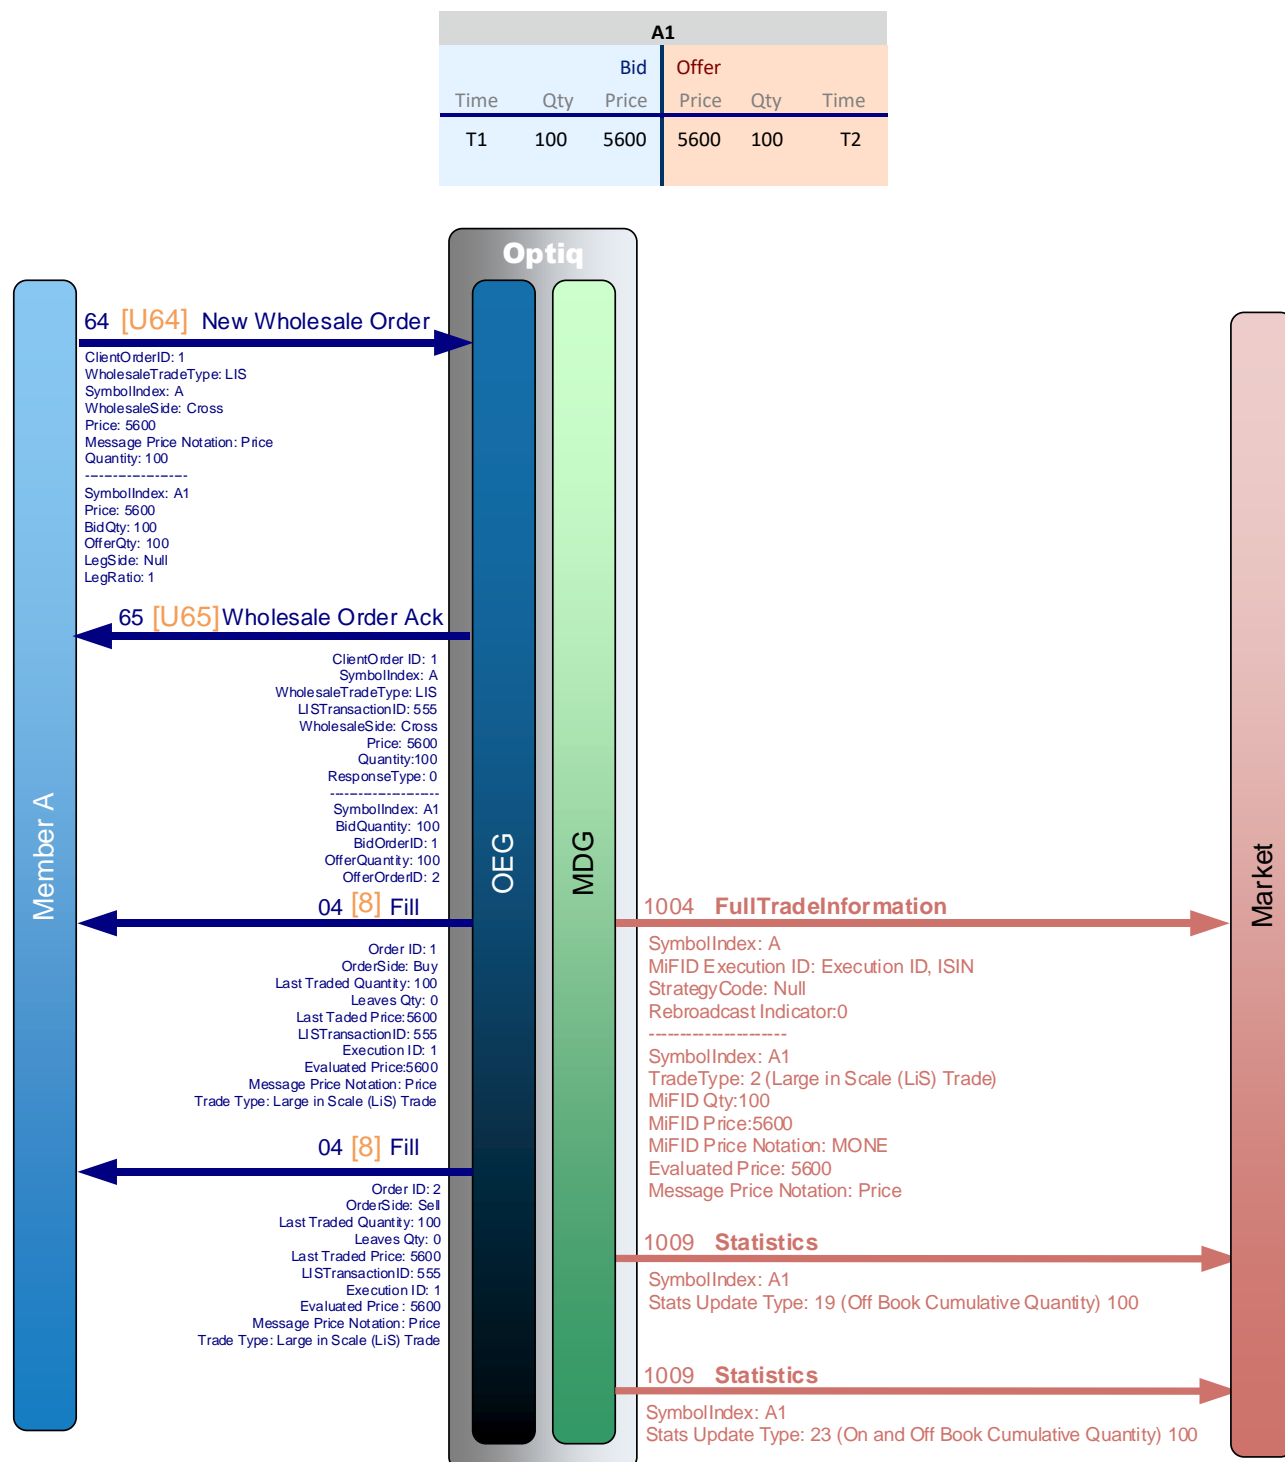 A1
Bid Offer
Time Qty Price Price Qty Time
T1 100 5600 5600 100 T2
Optiq
Member A
OEG
MDG
Market
64 [U64] New Wholesale Order
ClientOrderID: 1
WholesaleTradeType: LIS
SymbolIndex: A
WholesaleSide: Cross
Price: 5600
Message Price Notation: Price
Quantity: 100
----------------------
SymbolIndex: A1
Price: 5600
BidQty: 100
OfferQty: 100
LegSide: Null
LegRatio: 1
65 [U65] Wholesale Order Ack
ClientOrder ID: 1
SymbolIndex: A
WholesaleTradeType: LIS
LISTransactionID: 555
WholesaleSide: Cross
Price: 5600
Quantity:100
ResponseType: 0
-----------------------
SymbolIndex: A1
BidQuantity: 100
BidOrderID: 1
OfferQuantity: 100
OfferOrderID: 2
04 [8] Fill
Order ID: 1
OrderSide: Buy
Last Traded Quantity: 100
Leaves Qty: 0
Last Taded Price:5600
LISTransactionID: 555
Execution ID: 1
Evaluated Price:5600
Message Price Notation: Price
Trade Type: Large in Scale (LiS) Trade
04 [8] Fill
Order ID: 2
OrderSide: Sell
Last Traded Quantity: 100
Leaves Qty: 0
Last Traded Price: 5600
LISTransactionID: 555
Execution ID: 1
Evaluated Price : 5600
Message Price Notation: Price
Trade Type: Large in Scale (LiS) Trade
1004 FullTradeInformation
SymbolIndex: A
MiFID Execution ID: Execution ID, ISIN
StrategyCode: Null
Rebroadcast Indicator:0
----------------------
SymbolIndex: A1
TradeType: 2 (Large in Scale (LiS) Trade)
MiFID Qty:100
MiFID Price:5600
MiFID Price Notation: MONE
Evaluated Price: 5600
Message Price Notation: Price
1009 Statistics
SymbolIndex: A1
Stats Update Type: 19 (Off Book Cumulative Quantity) 100
1009 Statistics
SymbolIndex: A1
Stats Update Type: 23 (On and Off Book Cumulative Quantity) 100